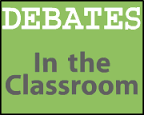 DEBATES
In the
Classroom